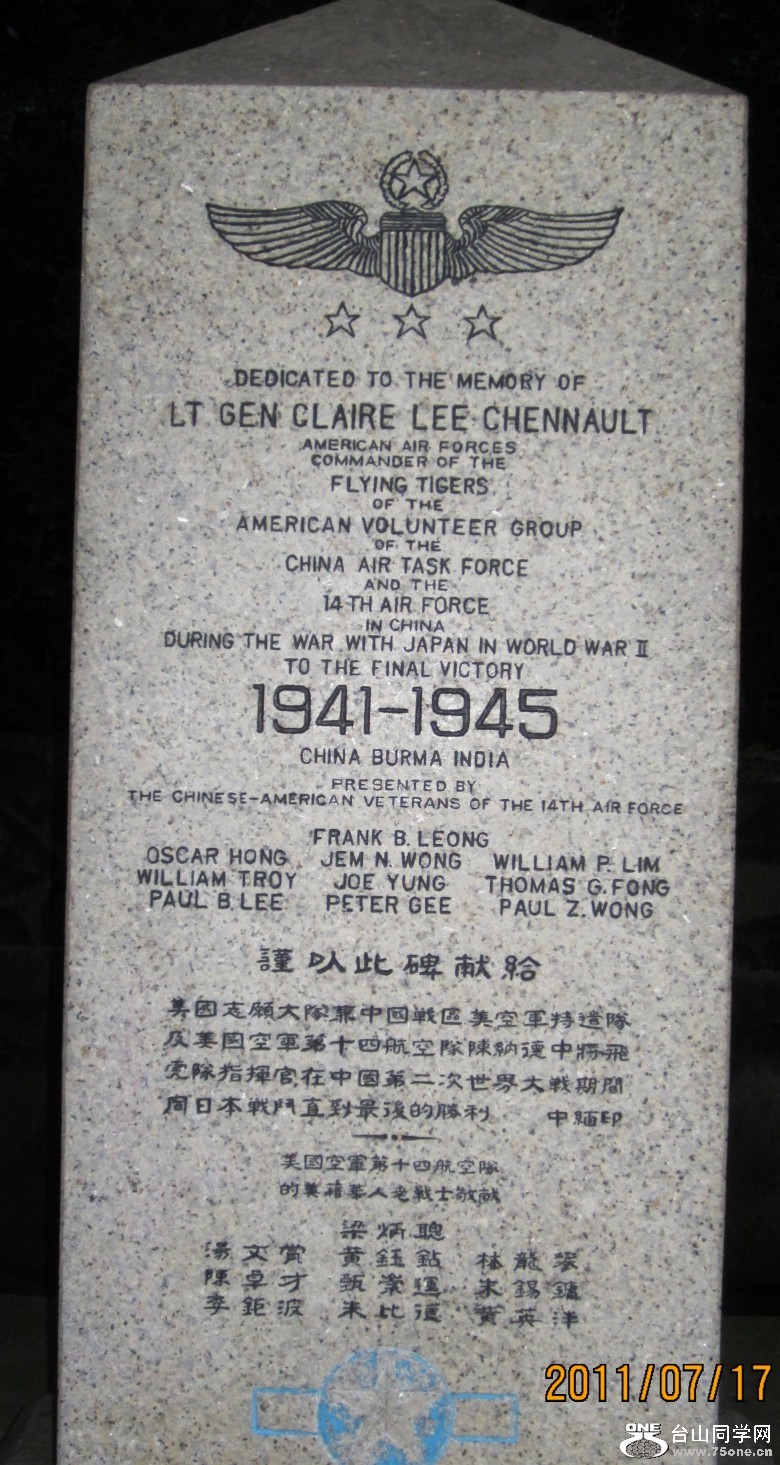 DEDICATED TO THE MEMORY OF
LT GEN CLAIRE LEE CHENNAULT
AMERICAN AIR FORCES
COMMANDER OF THE
FLYING TIGERS
OF THE
AMERICAN VOLUNTEER GROUP
OF THE
CHINA AIR TASK FORCE
AND THE
14TH AIR FORCE
IN CHINA
DURING THE WAR WITH JAPAN IN WORLD WAR II
TO THE FINAL VICTORY
1941-1945
CHINA BURMA INDIA
PRESENTED BY
THE CHINESE-AMERICAN VETERANS OF THE 14TH AIR FORCE
FRANK B. LEONG
OSCAR HONG JEM N. WONG WILLIAM P. LIM
WILLIAM TROY JOE YUNG THOMAS G. FONG
PAUL B. LEE PETER GEE PAUL Z. WONG
謹以此碑献給
美國志願大隊兼中國戰區美空軍特遣隊
及美國空軍第十四航空隊陳納德中將飛
虎隊指揮官在中國第二次世界大戰期間
同日本戰鬥直到最後的勝利 中緬印
美國空軍第十四航空隊
的美籍華人老戰士敬献
梁炳聰
湯文賞 黄鈺鉆 林龍
陳卓才 甄崇運 朱錫鏞
李鉅波 朱比德 黄英洋
2011/07/17
ONE 台山同学网
www.75one.cn